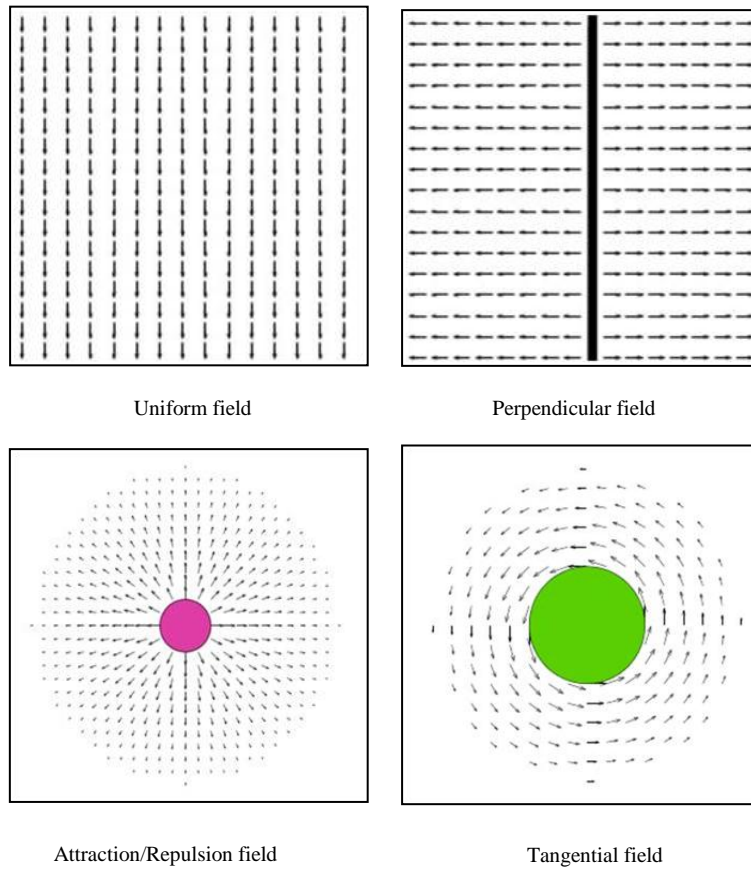 Uniform field
Perpendicular field
Attraction/Repulsion field
Tangential field